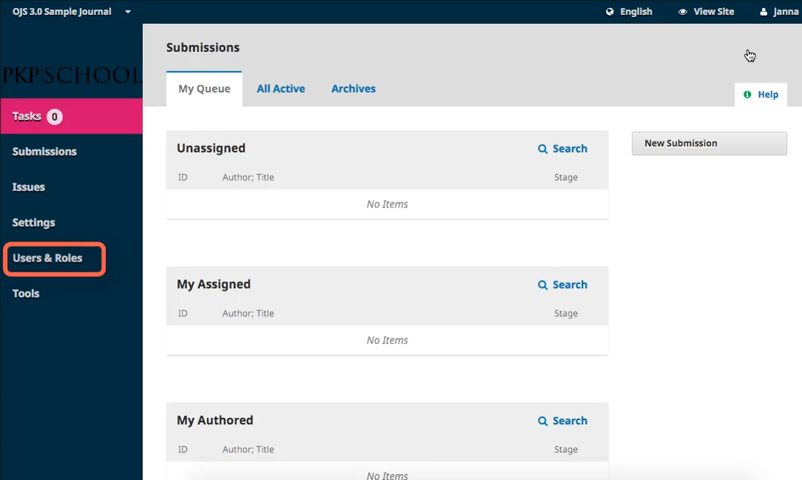 OJS 3.0 Sample Journal
English
View Site
Janna
PKP|SCHOOL
Tasks 0
Submissions
Issues
Settings
Users & Roles
Tools
Submissions
My Queue
All Active
Archives
Help
Unassigned
Search
ID
Author; Title
Stage
No Items
New Submission
My Assigned
Search
ID
Author; Title
Stage
No Items
My Authored
Search
ID
Author; Title
Stage
No Items